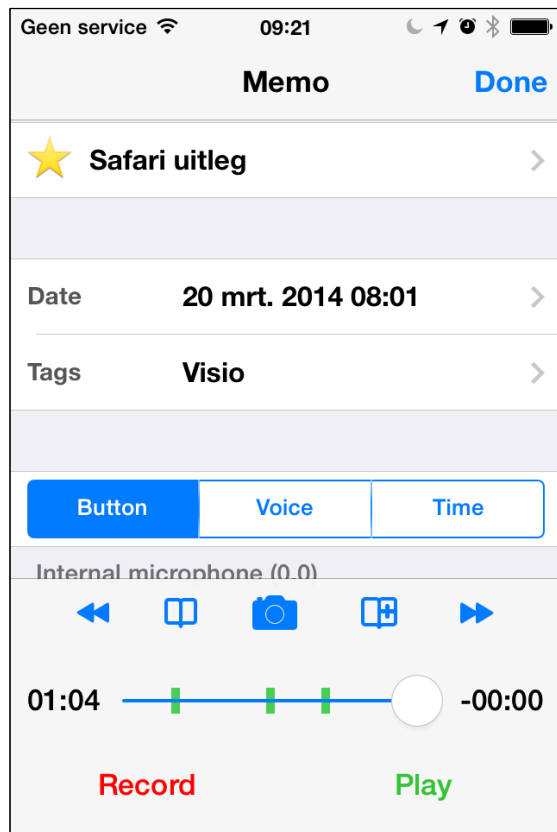 Geen service 09:21
Memo Done
Safari uitleg
Date 20 mrt. 2014 08:01
Tags Visio
Button Voice Time
Internal microphone (0,0)
01:04 -00:00
Record Play